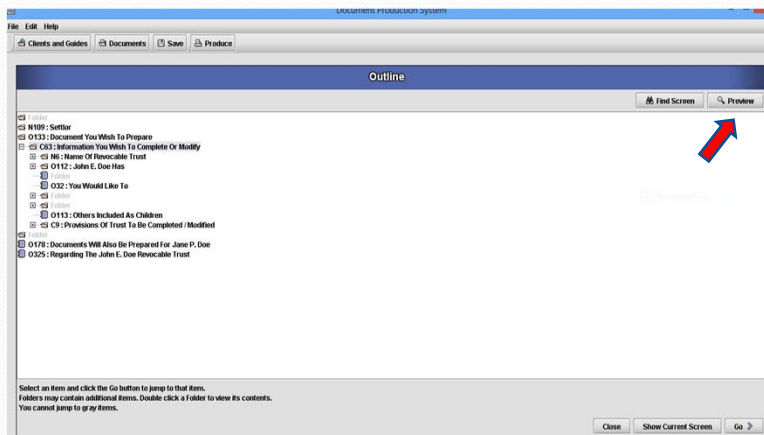 Document Production System
File Edit Help
Clients and Guides Documents Save Produce
Outline
Find Screen Preview
Folder
N109 : Settlor
O133 : Document You Wish To Prepare
C63 : Information You Wish To Complete Or Modify
N6 : Name Of Revocable Trust
O112 : John E. Doe Has
Folder
O32 : You Would Like To
Folder
Folder
O113 : Others Included As Children
C9 : Provisions Of Trust To Be Completed / Modified
Folder
O178 : Documents Will Also Be Prepared For Jane P. Doe
O325 : Regarding The John E. Doe Revocable Trust
Select an item and click the Go button to jump to that item.
Folders may contain additional items. Double click a Folder to view its contents.
You cannot jump to gray items.
Close Show Current Screen Go